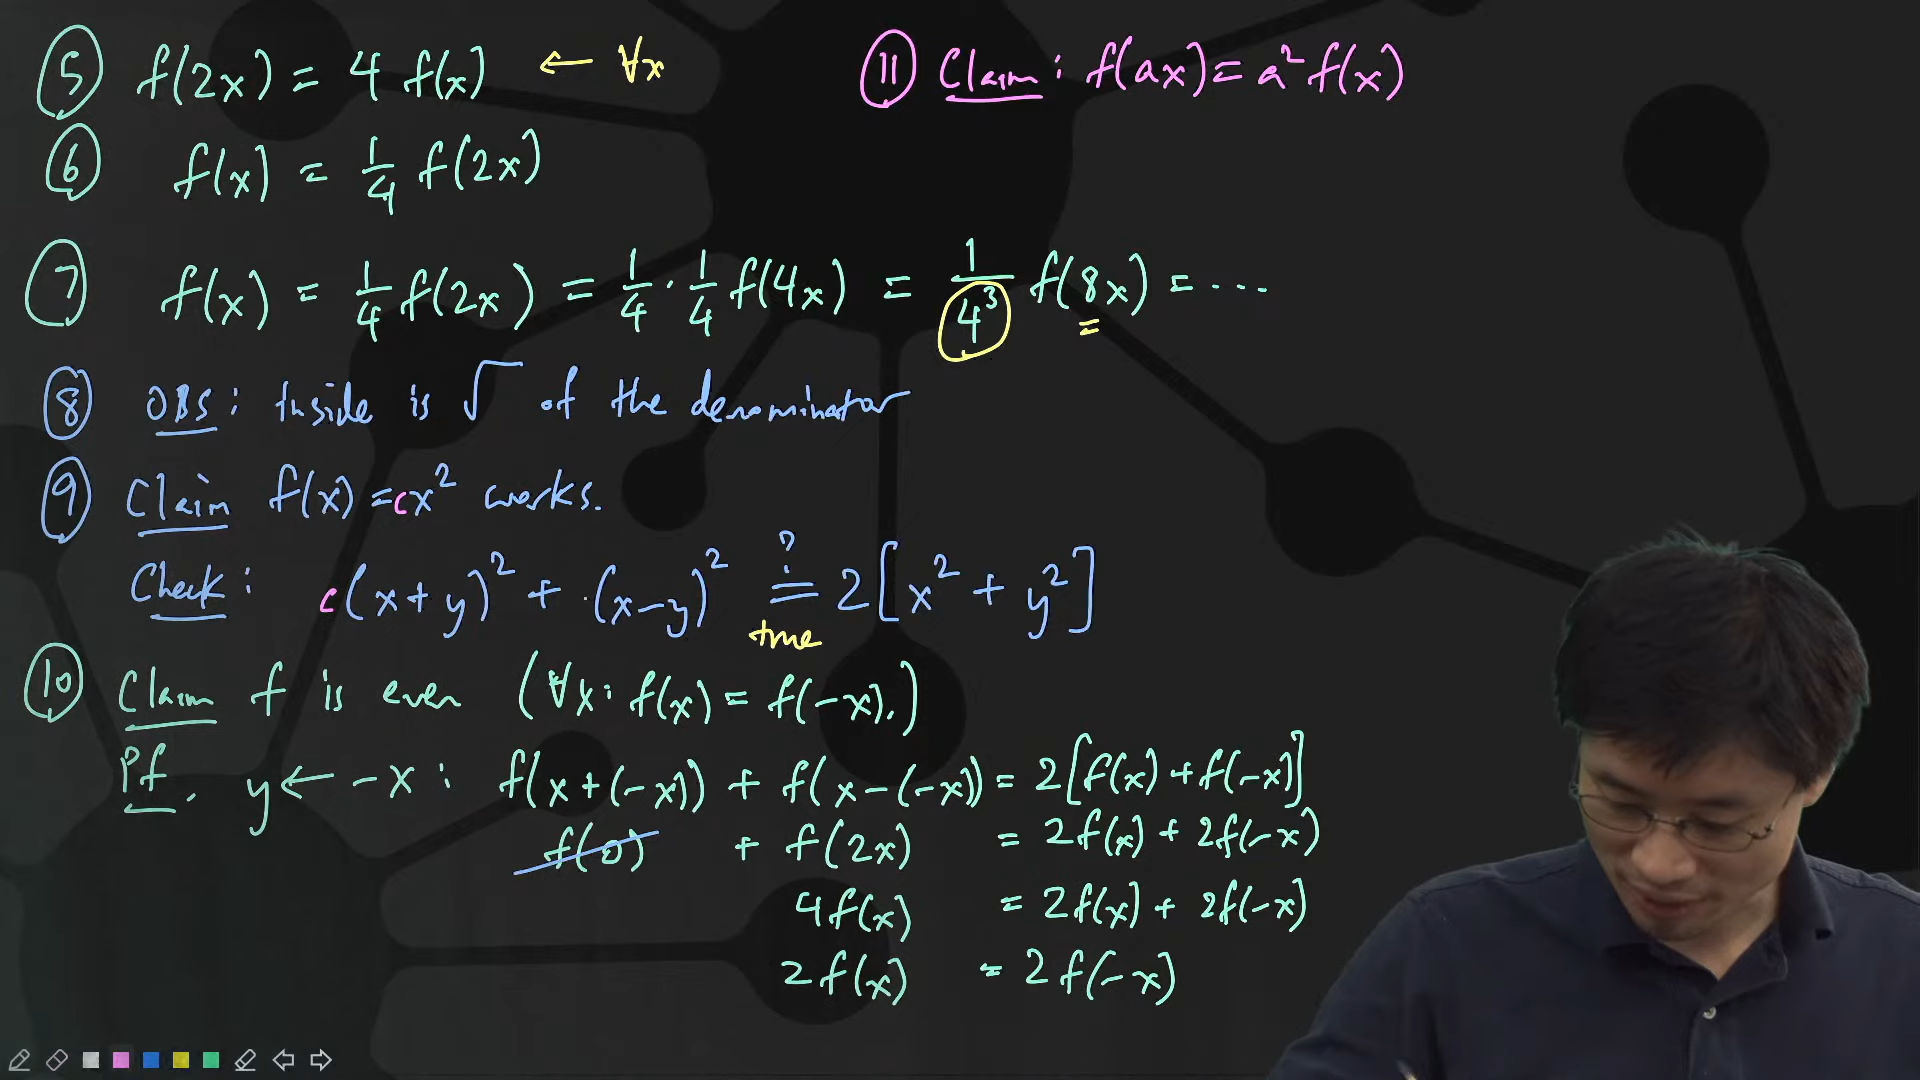 ⑤ f(2x) = 4 f(x) ← ∀x
⑥ f(x) = 1/4 f(2x)
⑦ f(x) = 1/4 f(2x) = 1/4 · 1/4 f(4x) = 1/4³ f(8x) = ···
⑧ OBS: Inside is √ of the denominator
⑨ Claim f(x) = cx² works.
Check: c(x+y)² + (x-y)² ?= 2[x² + y²]
true
⑩ Claim f is even (∀x: f(x) = f(-x).)
Pf. y ← -x : f(x+(-x)) + f(x-(-x)) = 2[f(x) + f(-x)]
f(0) + f(2x) = 2f(x) + 2f(-x)
4f(x) = 2f(x) + 2f(-x)
2f(x) = 2f(-x)
⑪ Claim: f(ax) = a² f(x)